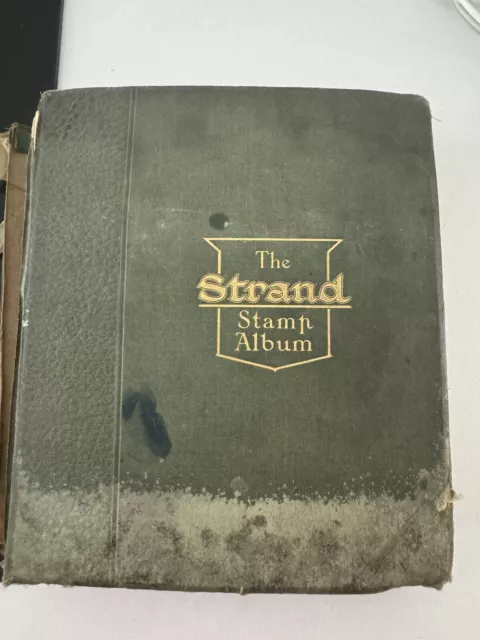 The
Strand
Stamp
Album